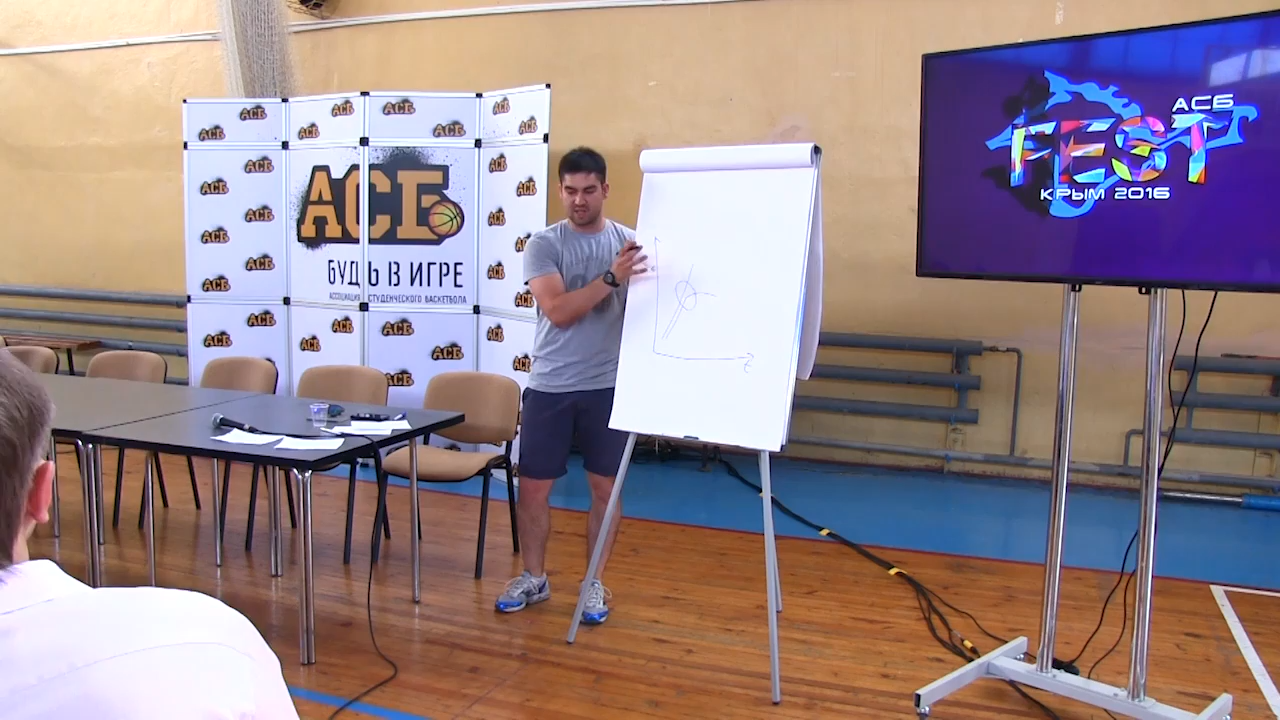 АСБ
БУДЬ В ИГРЕ
АССОЦИАЦИЯ СТУДЕНЧЕСКОГО БАСКЕТБОЛА
АСБ
FEST
КРЫМ 2016
t